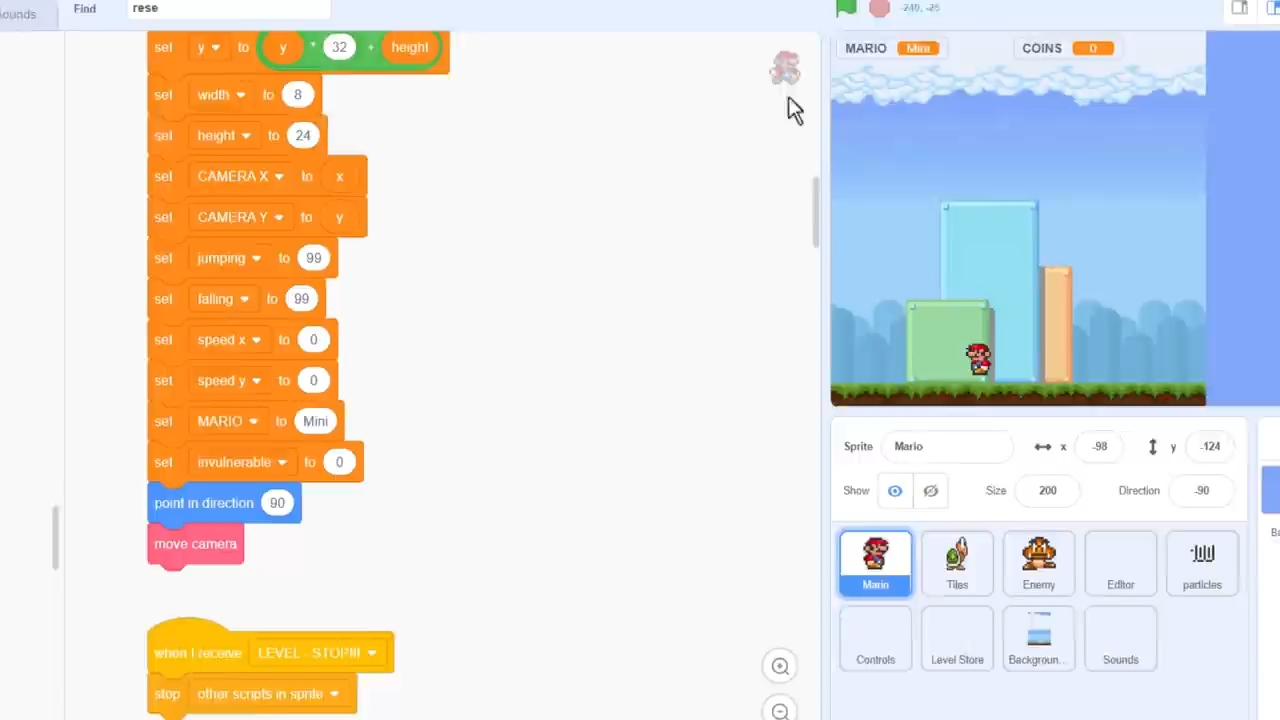 ounds
Find
rese
-240, -26
set y to y * 32 + height
set width to 8
set height to 24
set CAMERA X to x
set CAMERA Y to y
set jumping to 99
set falling to 99
set speed x to 0
set speed y to 0
set MARIO to Mini
set invulnerable to 0
point in direction 90
move camera
when I receive LEVEL - STOP!!!
stop other scripts in sprite
MARIO Mini
COINS 0
Sprite Mario x -98 y -124
Show Size 200 Direction -90
Mario
Tiles
Enemy
Editor
particles
Controls
Level Store
Backgroun...
Sounds